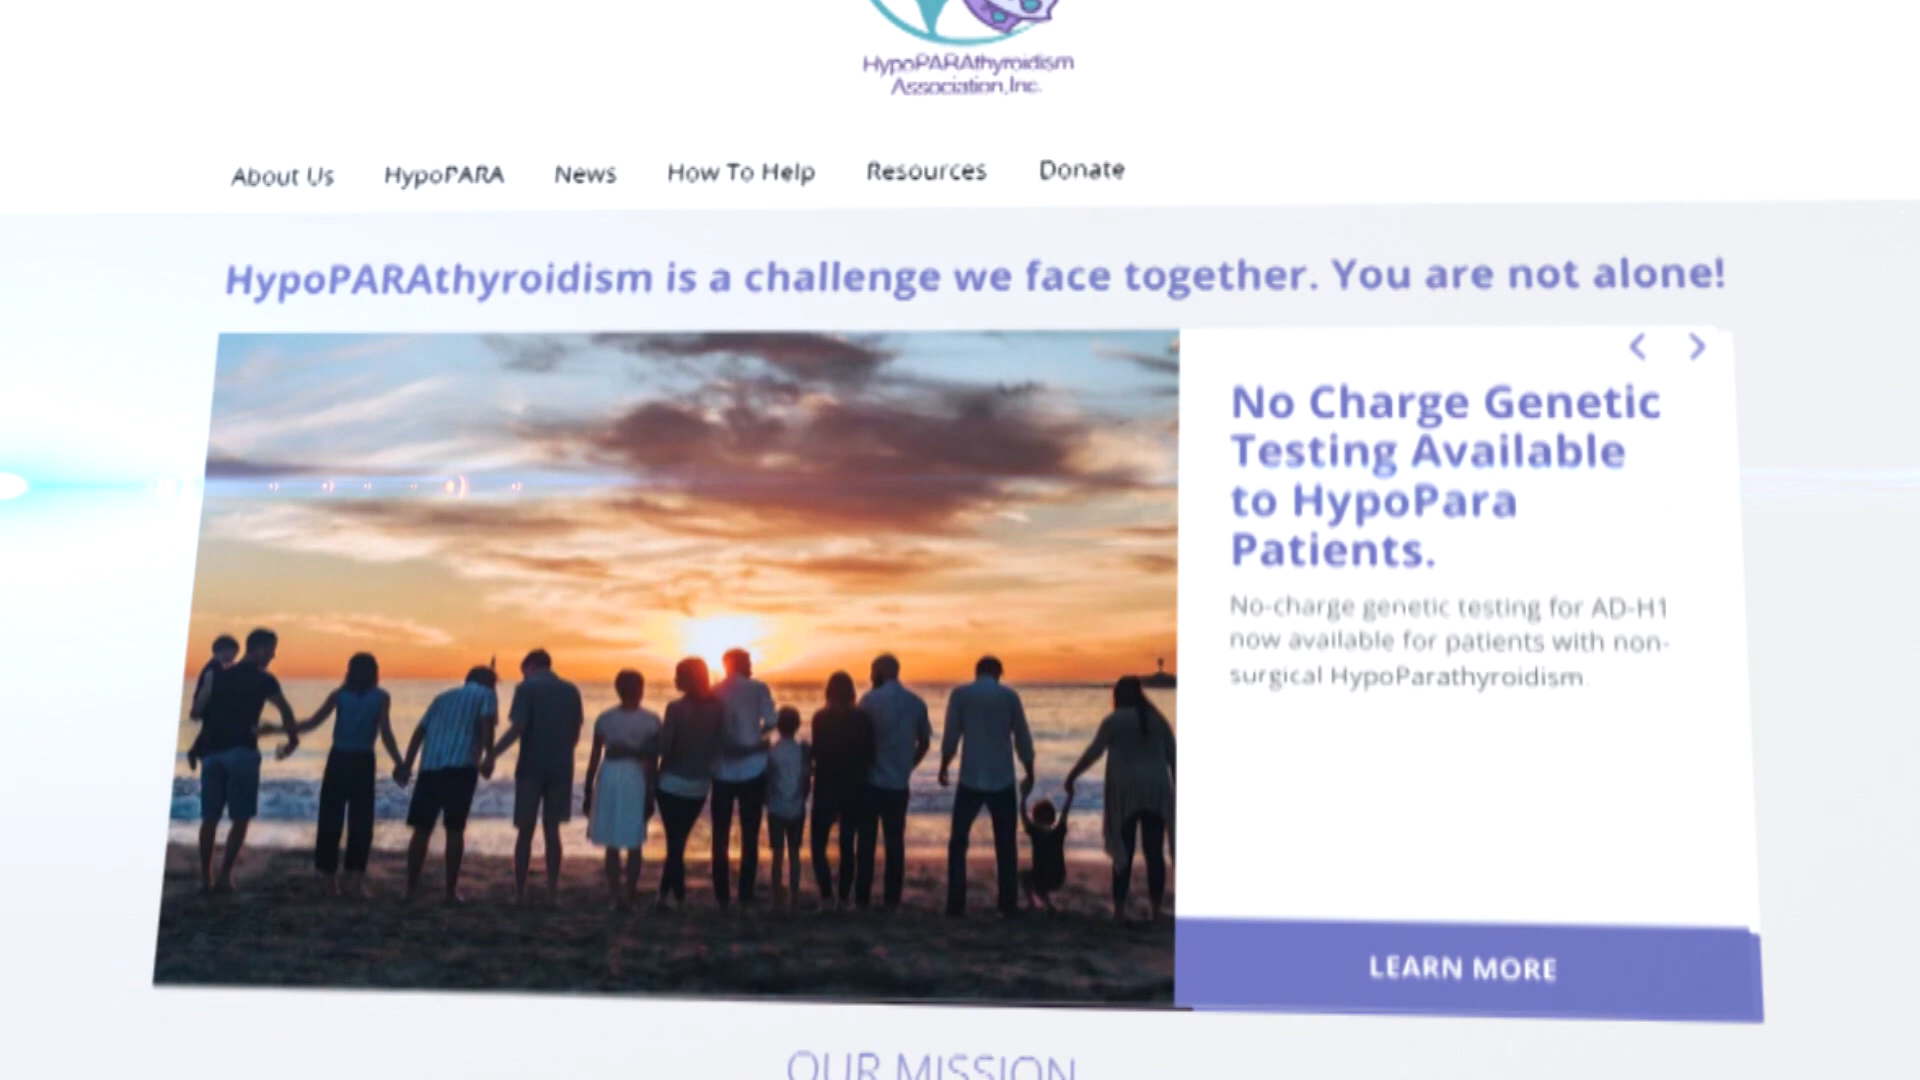 HypoPARAthyroidism
Association,Inc.
About Us HypoPARA News How To Help Resources Donate
HypoPARAthyroidism is a challenge we face together. You are not alone!
No Charge Genetic
Testing Available
to HypoPara
Patients.
No-charge genetic testing for AD-H1
now available for patients with non-
surgical HypoParathyroidism.
LEARN MORE
OUR MISSION